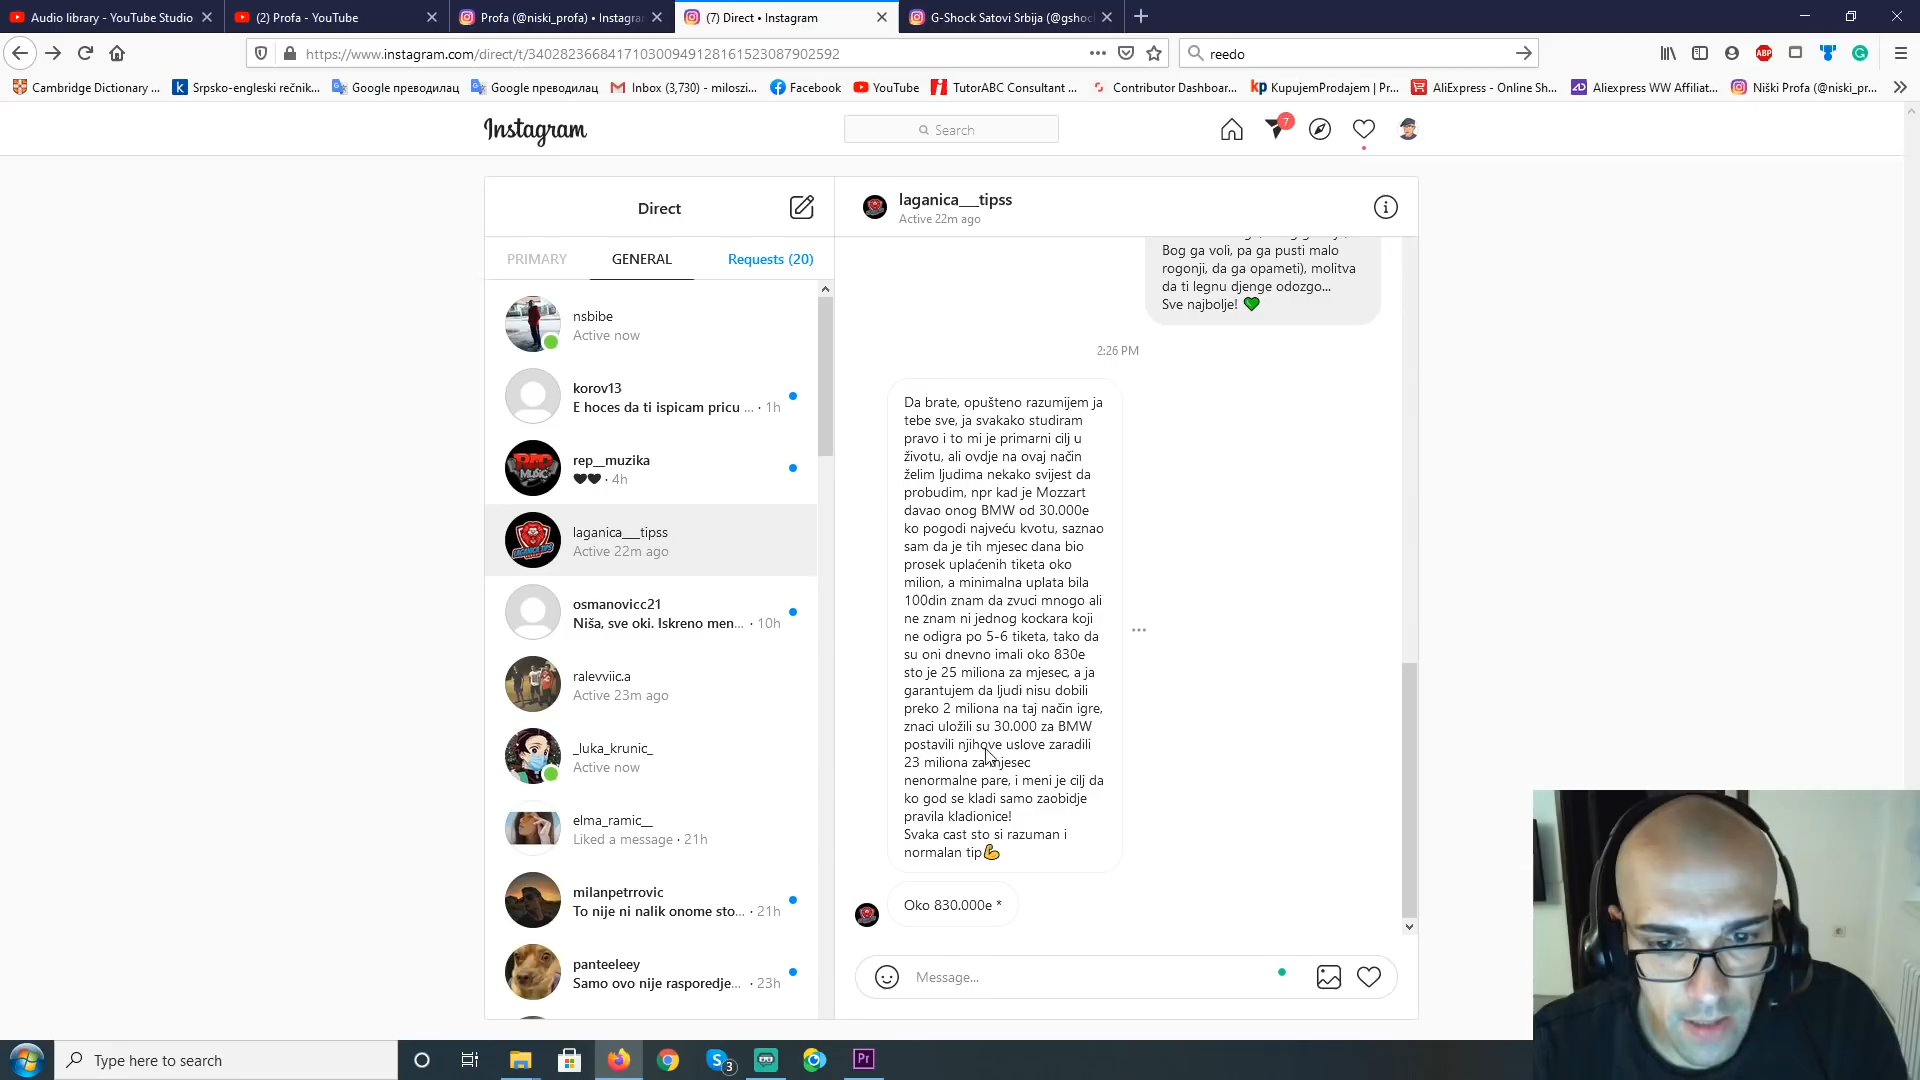 Audio library - YouTube Studio
(2) Profa - YouTube
Profa (@niski_profa) • Instagra
(7) Direct • Instagram
G-Shock Satovi Srbija (@gshoc
https://www.instagram.com/direct/t/340282366841710300949128161523087902592
reedo
Cambridge Dictionary ...
Srpsko-engleski rečnik...
Google преводилац
Google преводилац
Inbox (3,730) - miloszi...
Facebook
YouTube
TutorABC Consultant ...
Contributor Dashboar...
KupujemProdajem | Pr...
AliExpress - Online Sh...
Aliexpress WW Affiliat...
Niški Profa (@niski_pr...
ABP
Instagram
Search
7
Direct
PRIMARY
GENERAL
Requests (20)
nsbibe
Active now
korov13
E hoces da ti ispicam pricu ... · 1h
rep__muzika
🖤🖤 · 4h
laganica___tipss
Active 22m ago
osmanovicc21
Niša, sve oki. Iskreno men... · 10h
ralevviic.a
Active 23m ago
_luka_krunic_
Active now
elma_ramic__
Liked a message · 21h
milanpetrrovic
To nije ni nalik onome sto... · 21h
panteeleey
Samo ovo nije rasporedje... · 23h
laganica___tipss
Active 22m ago
Bog ga voli, pa ga pusti malo
rogonji, da ga opameti), molitva
da ti legnu djenge odozgo...
Sve najbolje! 💚
2:26 PM
Da brate, opušteno razumijem ja
tebe sve, ja svakako studiram
pravo i to mi je primarni cilj u
životu, ali ovdje na ovaj način
želim ljudima nekako svijest da
probudim, npr kad je Mozzart
davao onog BMW od 30.000e
ko pogodi najveću kvotu, saznao
sam da je tih mjesec dana bio
prosek uplaćenih tiketa oko
milion, a minimalna uplata bila
100din znam da zvuci mnogo ali
ne znam ni jednog kockara koji
ne odigra po 5-6 tiketa, tako da
su oni dnevno imali oko 830e
sto je 25 miliona za mjesec, a ja
garantujem da ljudi nisu dobili
preko 2 miliona na taj način igre,
znaci uložili su 30.000 za BMW
postavili njihove uslove zaradili
23 miliona za mjesec
nenormalne pare, i meni je cilj da
ko god se kladi samo zaobidje
pravila kladionice!
Svaka cast sto si razuman i
normalan tip💪
Oko 830.000e *
Message...
Type here to search
3
Pr